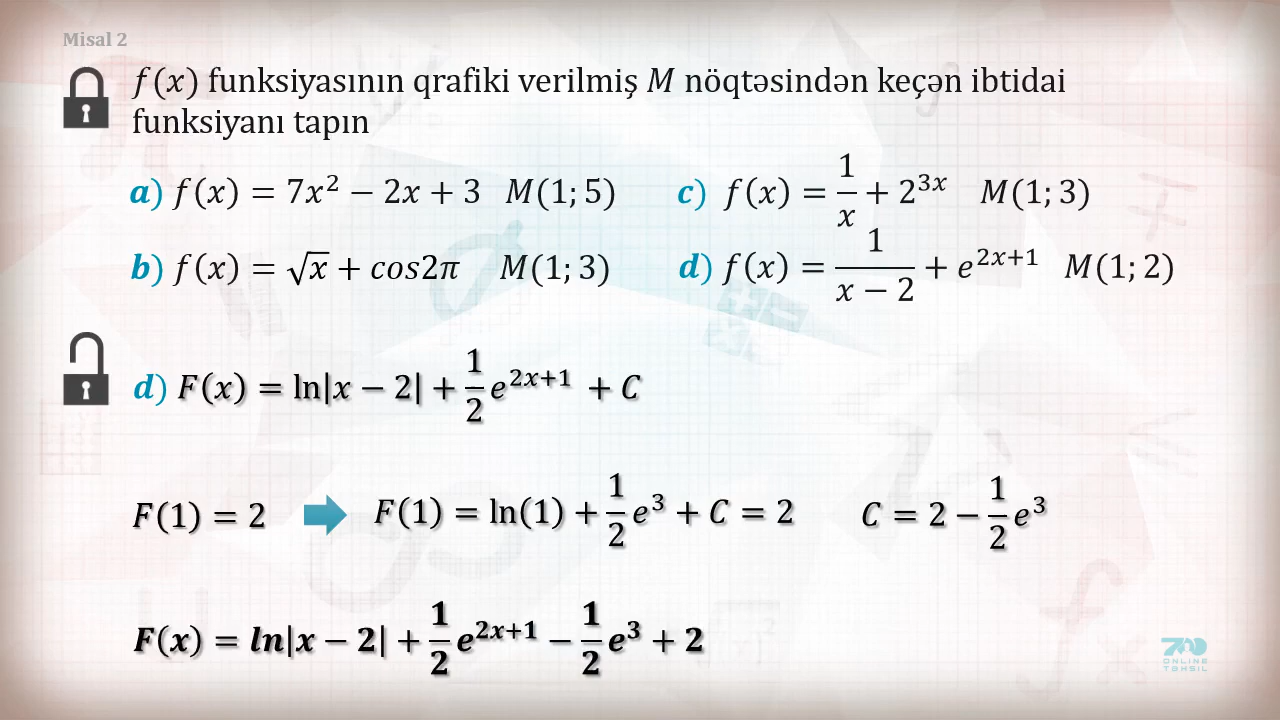 Misal 2
f(x) funksiyasının qrafiki verilmiş M nöqtəsindən keçən ibtidai
funksiyanı tapın
a) f(x) = 7x² − 2x + 3 M(1; 5)
c) f(x) = 1/x + 2³ˣ M(1; 3)
b) f(x) = √x + cos2π M(1; 3)
d) f(x) = 1/(x − 2) + e^(2x+1) M(1; 2)
d) F(x) = ln|x − 2| + 1/2 e^(2x+1) + C
F(1) = 2 F(1) = ln(1) + 1/2 e³ + C = 2 C = 2 − 1/2 e³
F(x) = ln|x − 2| + 1/2 e^(2x+1) − 1/2 e³ + 2
ONLINE
TƏHSİL